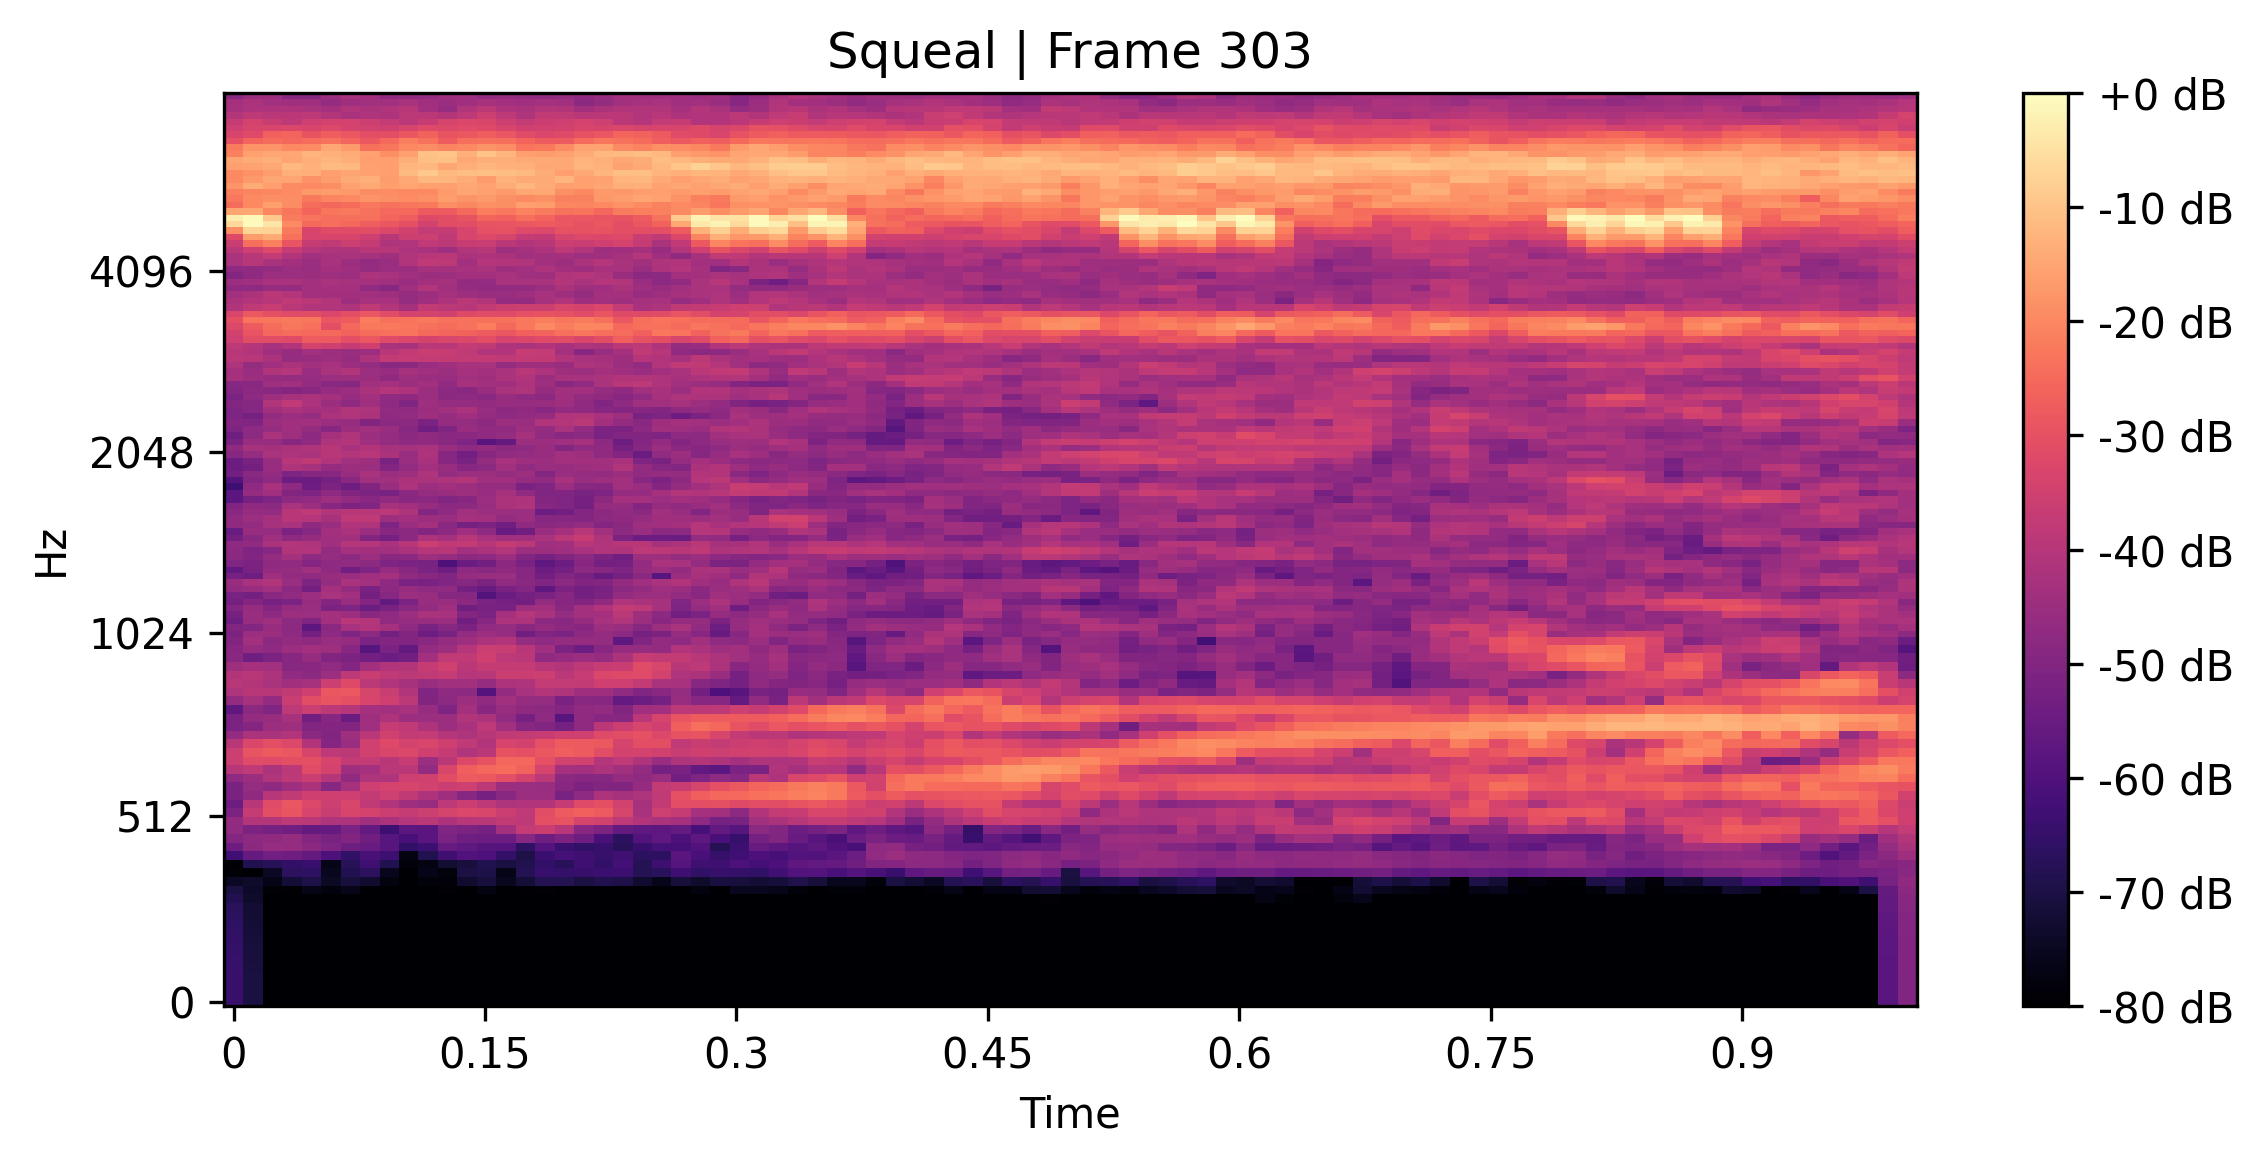 Squeal | Frame 303
+0 dB
-10 dB
-20 dB
-30 dB
-40 dB
-50 dB
-60 dB
-70 dB
-80 dB
Hz
4096
2048
1024
512
0
0 0.15 0.3 0.45 0.6 0.75 0.9
Time